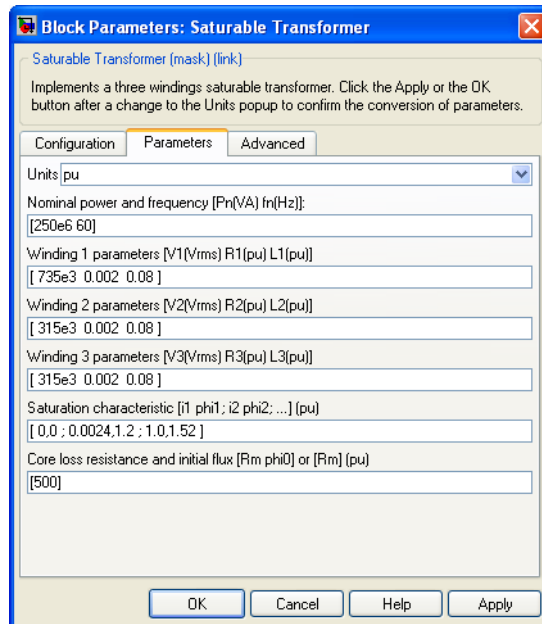 Block Parameters: Saturable Transformer
Saturable Transformer (mask) (link)
Implements a three windings saturable transformer. Click the Apply or the OK
button after a change to the Units popup to confirm the conversion of parameters.
Configuration Parameters Advanced
Units pu
Nominal power and frequency [Pn(VA) fn(Hz)]:
[250e6 60]
Winding 1 parameters [V1(Vrms) R1(pu) L1(pu)]
[ 735e3 0.002 0.08 ]
Winding 2 parameters [V2(Vrms) R2(pu) L2(pu)]
[ 315e3 0.002 0.08 ]
Winding 3 parameters [V3(Vrms) R3(pu) L3(pu)]
[ 315e3 0.002 0.08 ]
Saturation characteristic [i1 phi1; i2 phi2; ...] (pu)
[ 0,0 ; 0.0024,1.2 ; 1.0,1.52 ]
Core loss resistance and initial flux [Rm phi0] or [Rm] (pu)
[500]
OK Cancel Help Apply